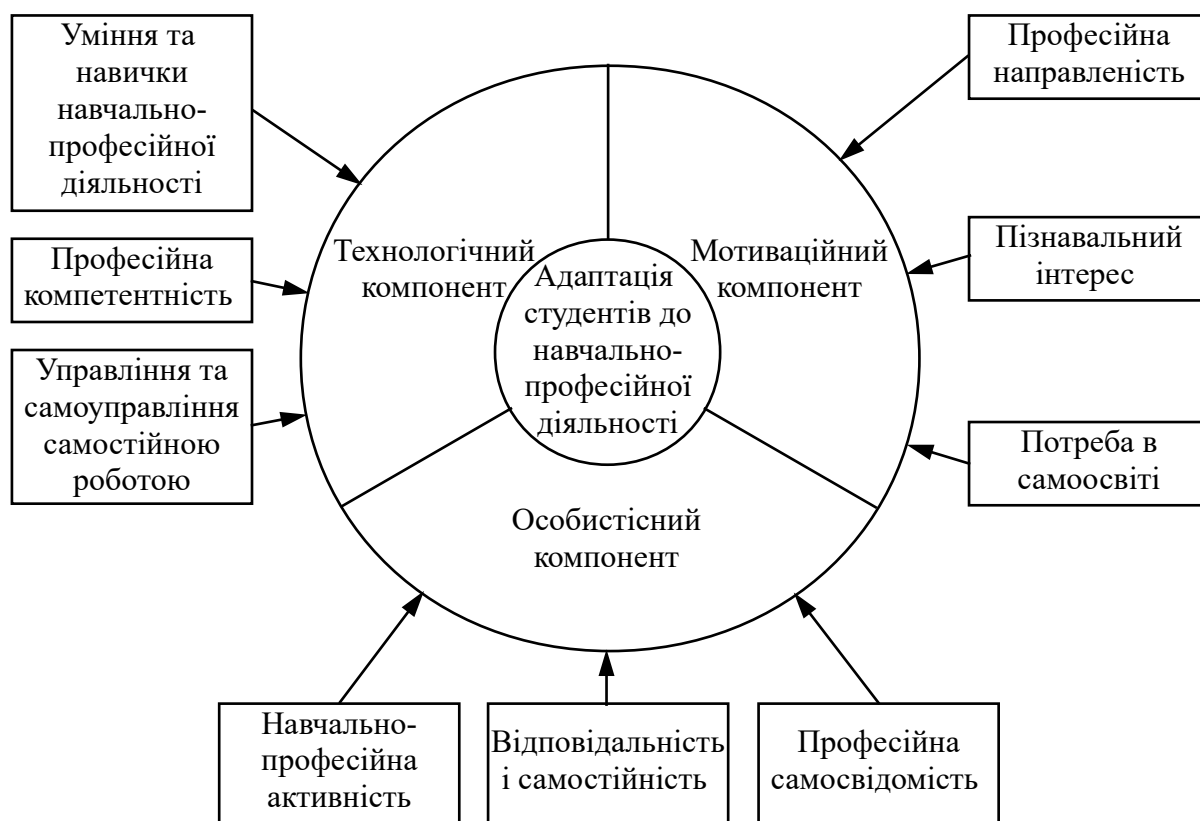 Уміння та
навички
навчально-
професійної
діяльності
Професійна
компетентність
Управління та
самоуправління
самостійною
роботою
Технологічний
компонент
Адаптація
студентів до
навчально-
професійної
діяльності
Мотиваційний
компонент
Особистісний
компонент
Професійна
направленість
Пізнавальний
інтерес
Потреба в
самоосвіті
Навчально-
професійна
активність
Відповідальність
і самостійність
Професійна
самосвідомість